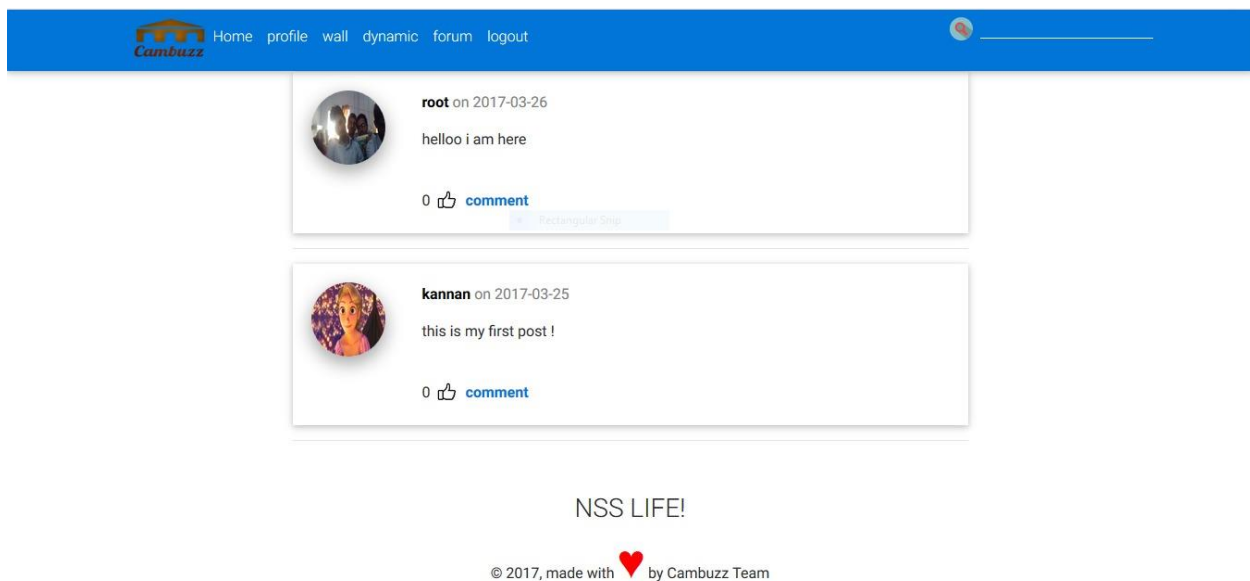 Cambuzz Home profile wall dynamic forum logout
root on 2017-03-26
helloo i am here
0 comment
Rectangular Snip
kannan on 2017-03-25
this is my first post !
0 comment
NSS LIFE!
© 2017, made with ♥ by Cambuzz Team